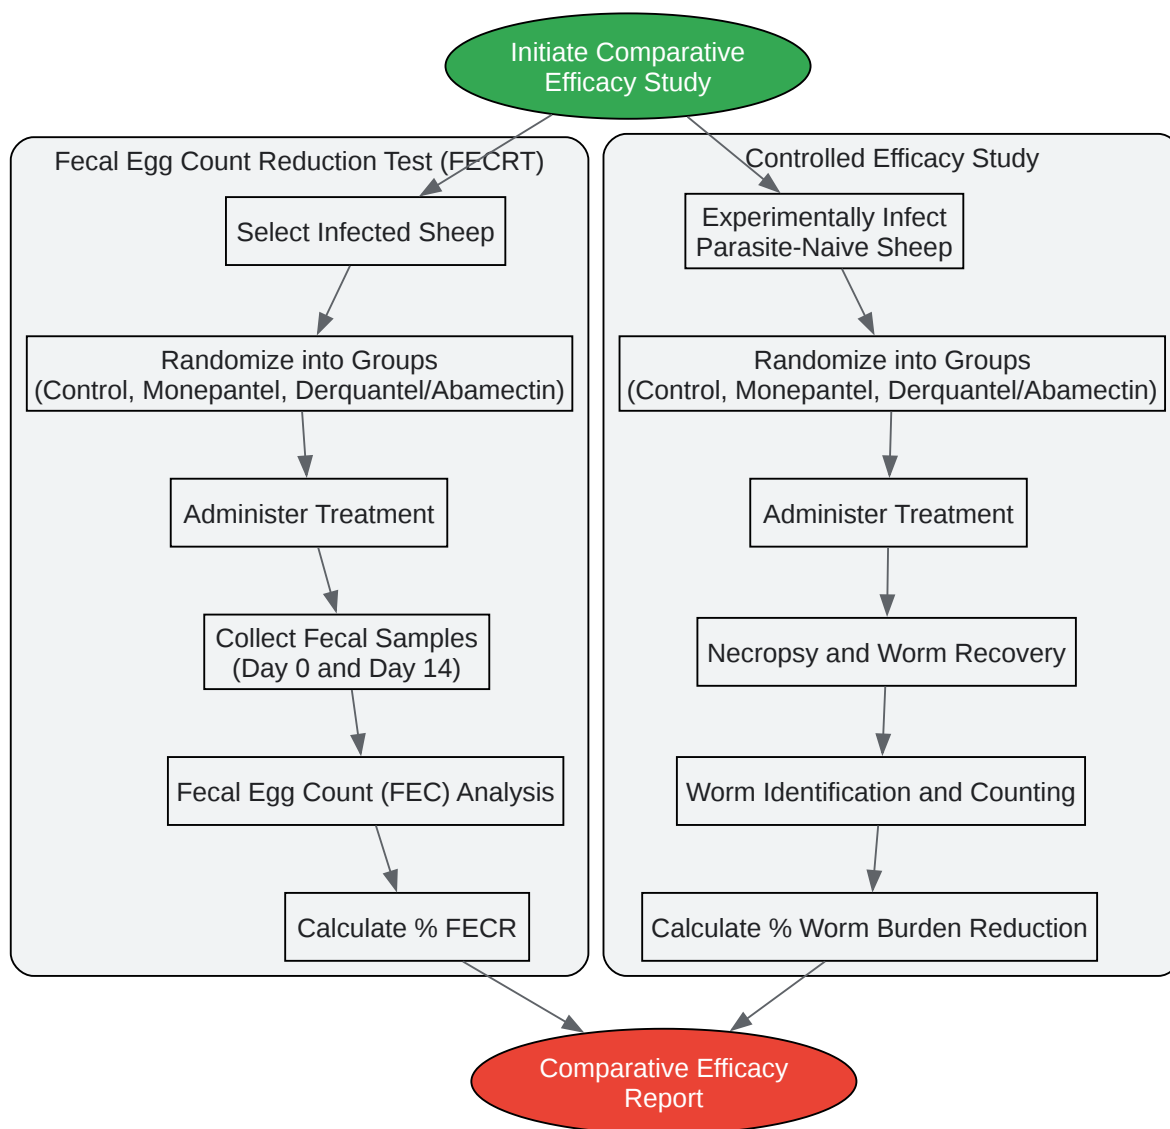 Initiate Comparative
Efficacy Study
Fecal Egg Count Reduction Test (FECRT)
Select Infected Sheep
Randomize into Groups
(Control, Monepantel, Derquantel/Abamectin)
Administer Treatment
Collect Fecal Samples
(Day 0 and Day 14)
Fecal Egg Count (FEC) Analysis
Calculate % FECR
Controlled Efficacy Study
Experimentally Infect
Parasite-Naive Sheep
Randomize into Groups
(Control, Monepantel, Derquantel/Abamectin)
Administer Treatment
Necropsy and Worm Recovery
Worm Identification and Counting
Calculate % Worm Burden Reduction
Comparative Efficacy
Report